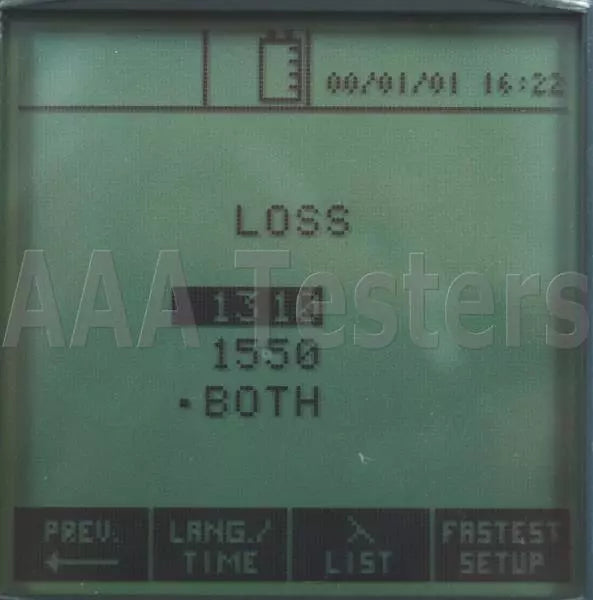 00/01/01 16:22
LOSS
AAA Testers
1310
1550
•BOTH
PREV. LANG./ λ FASTEST
← TIME LIST SETUP